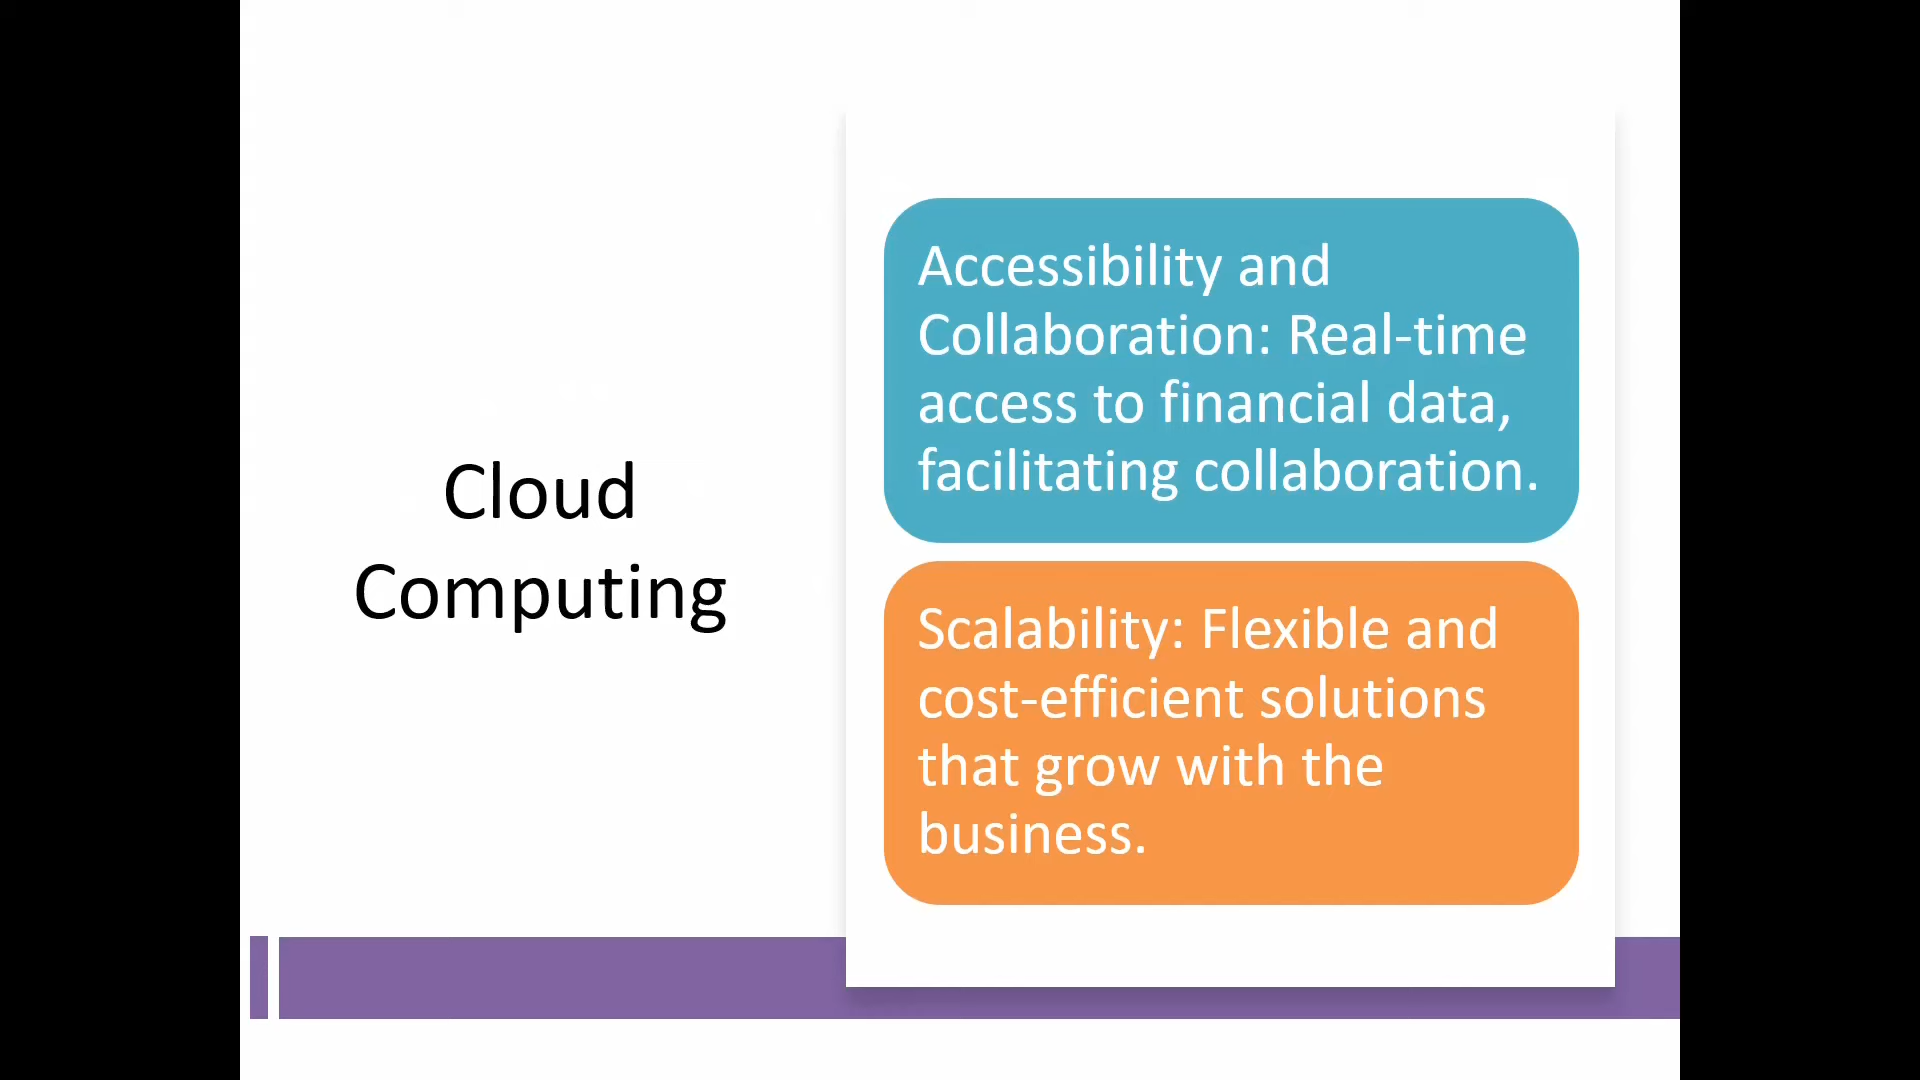 Cloud
Computing
Accessibility and
Collaboration: Real-time
access to financial data,
facilitating collaboration.
Scalability: Flexible and
cost-efficient solutions
that grow with the
business.